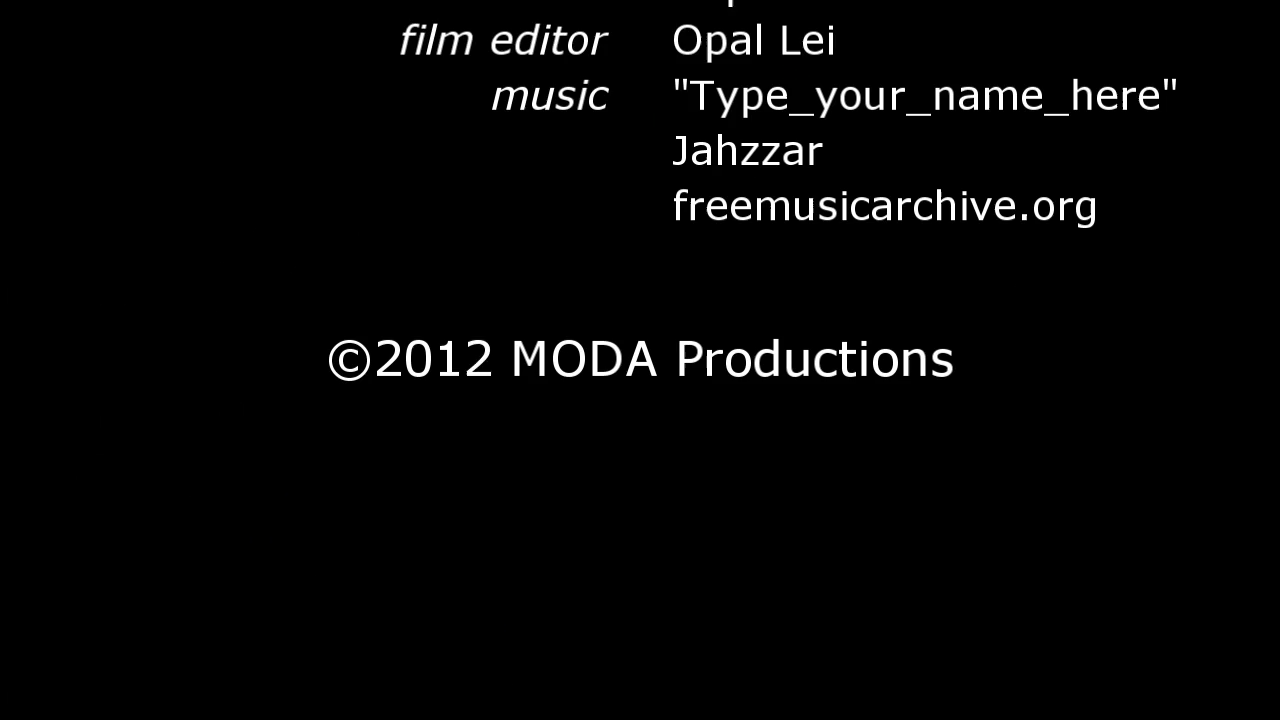 film editor Opal Lei
music "Type_your_name_here"
Jahzzar
freemusicarchive.org
©2012 MODA Productions